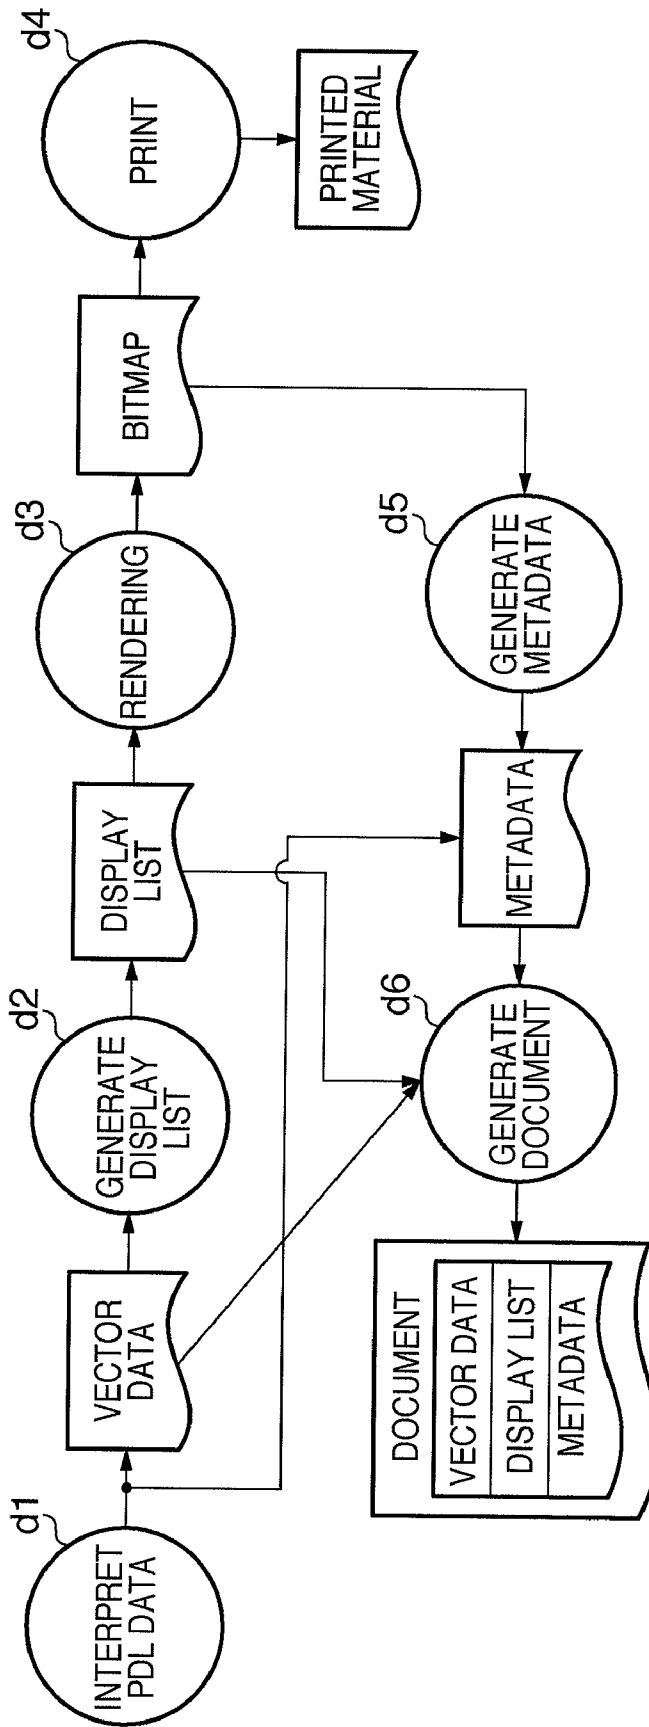 d1
INTERPRET
PDL DATA
VECTOR
DATA
d2
GENERATE
DISPLAY
LIST
DISPLAY
LIST
d3
RENDERING
BITMAP
d4
PRINT
PRINTED
MATERIAL
d5
GENERATE
METADATA
METADATA
d6
GENERATE
DOCUMENT
DOCUMENT
VECTOR DATA
DISPLAY LIST
METADATA